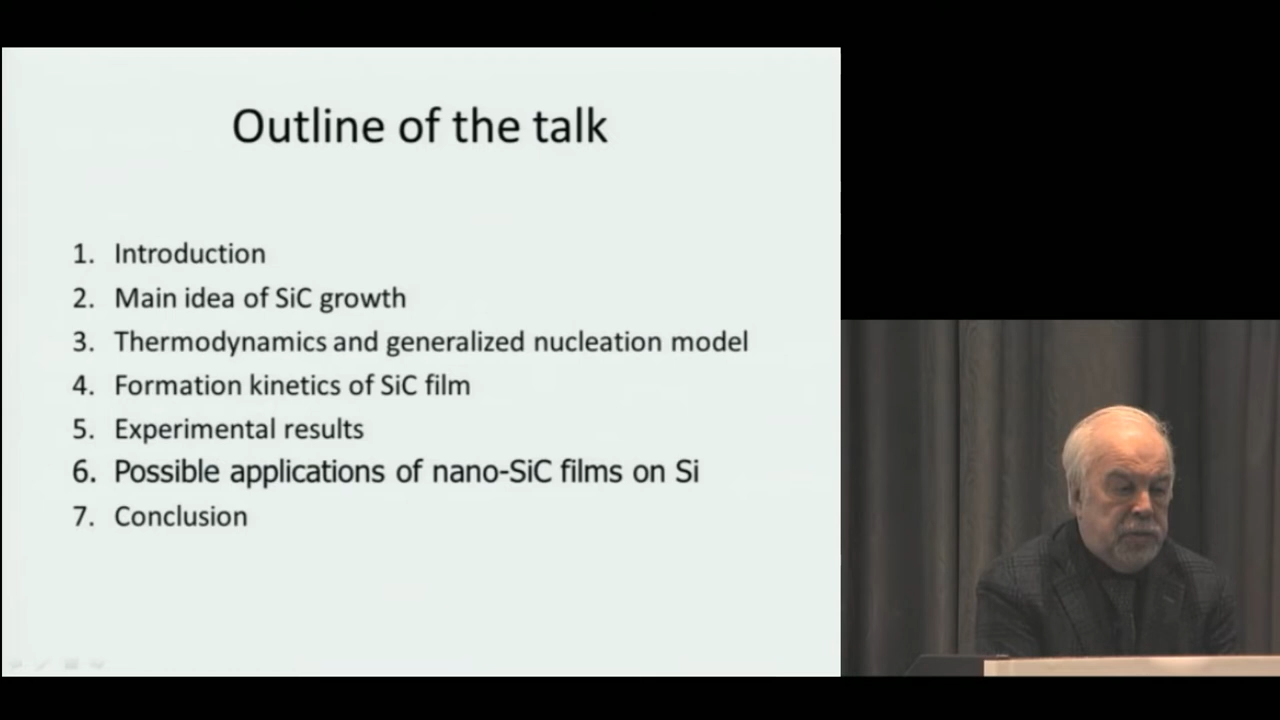 Outline of the talk
1. Introduction
2. Main idea of SiC growth
3. Thermodynamics and generalized nucleation model
4. Formation kinetics of SiC film
5. Experimental results
6. Possible applications of nano-SiC films on Si
7. Conclusion